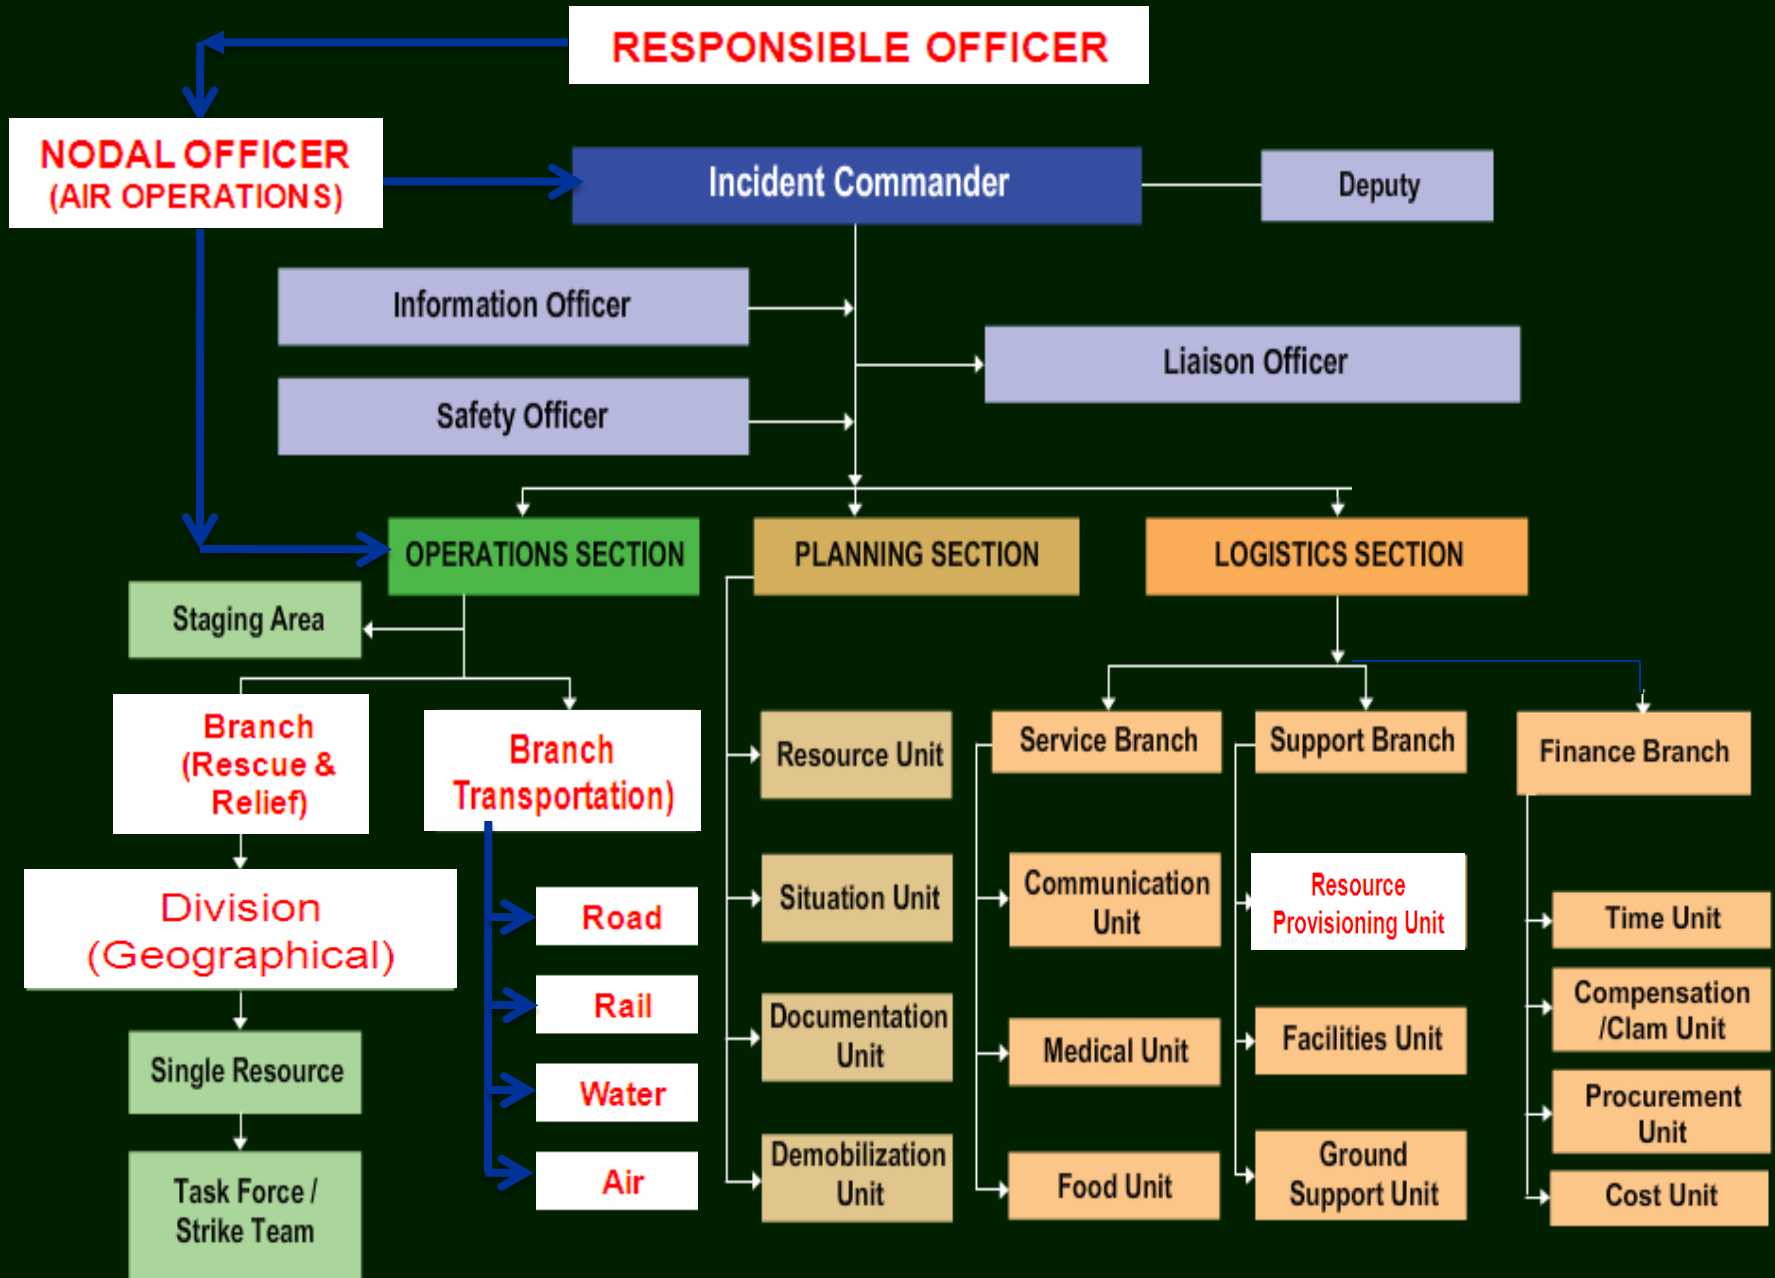 RESPONSIBLE OFFICER
NODAL OFFICER
(AIR OPERATIONS)
Incident Commander
Deputy
Information Officer
Liaison Officer
Safety Officer
OPERATIONS SECTION
PLANNING SECTION
LOGISTICS SECTION
Staging Area
Branch
(Rescue &
Relief)
Branch
Transportation)
Division
(Geographical)
Single Resource
Task Force /
Strike Team
Road
Rail
Water
Air
Resource Unit
Situation Unit
Documentation
Unit
Demobilization
Unit
Service Branch
Communication
Unit
Medical Unit
Food Unit
Support Branch
Resource
Provisioning Unit
Facilities Unit
Ground
Support Unit
Finance Branch
Time Unit
Compensation
/Clam Unit
Procurement
Unit
Cost Unit